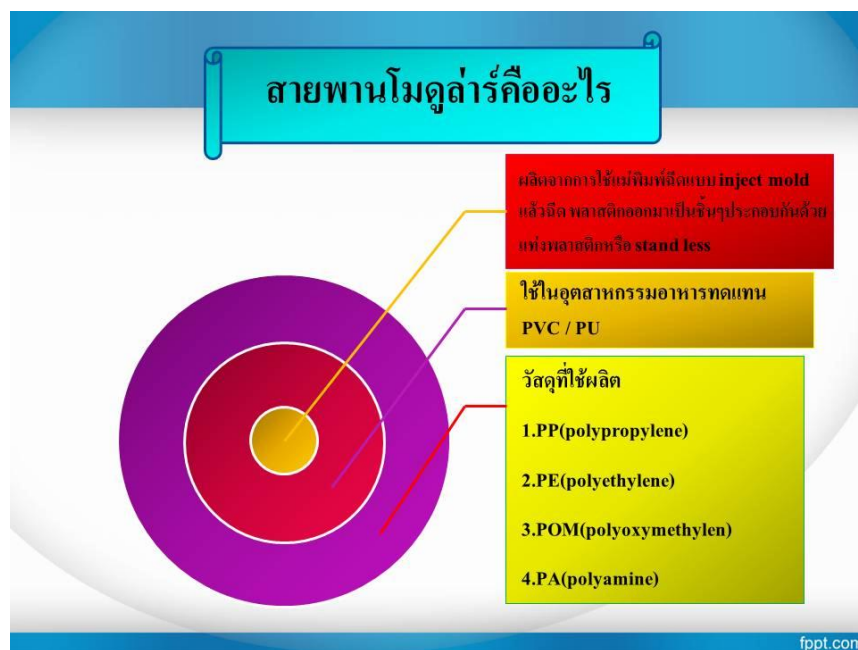 สายพานโมดูล่าร์คืออะไร
ผลิตจากการใช้แม่พิมพ์ฉีดแบบ inject mold
แล้วฉีด พลาสติกออกมาเป็นชิ้นๆประกอบกันด้วย
แท่งพลาสติกหรือ stand less
ใช้ในอุตสาหกรรมอาหารทดแทน
PVC / PU
วัสดุที่ใช้ผลิต
1.PP(polypropylene)
2.PE(polyethylene)
3.POM(polyoxymethylen)
4.PA(polyamine)
fppt.com